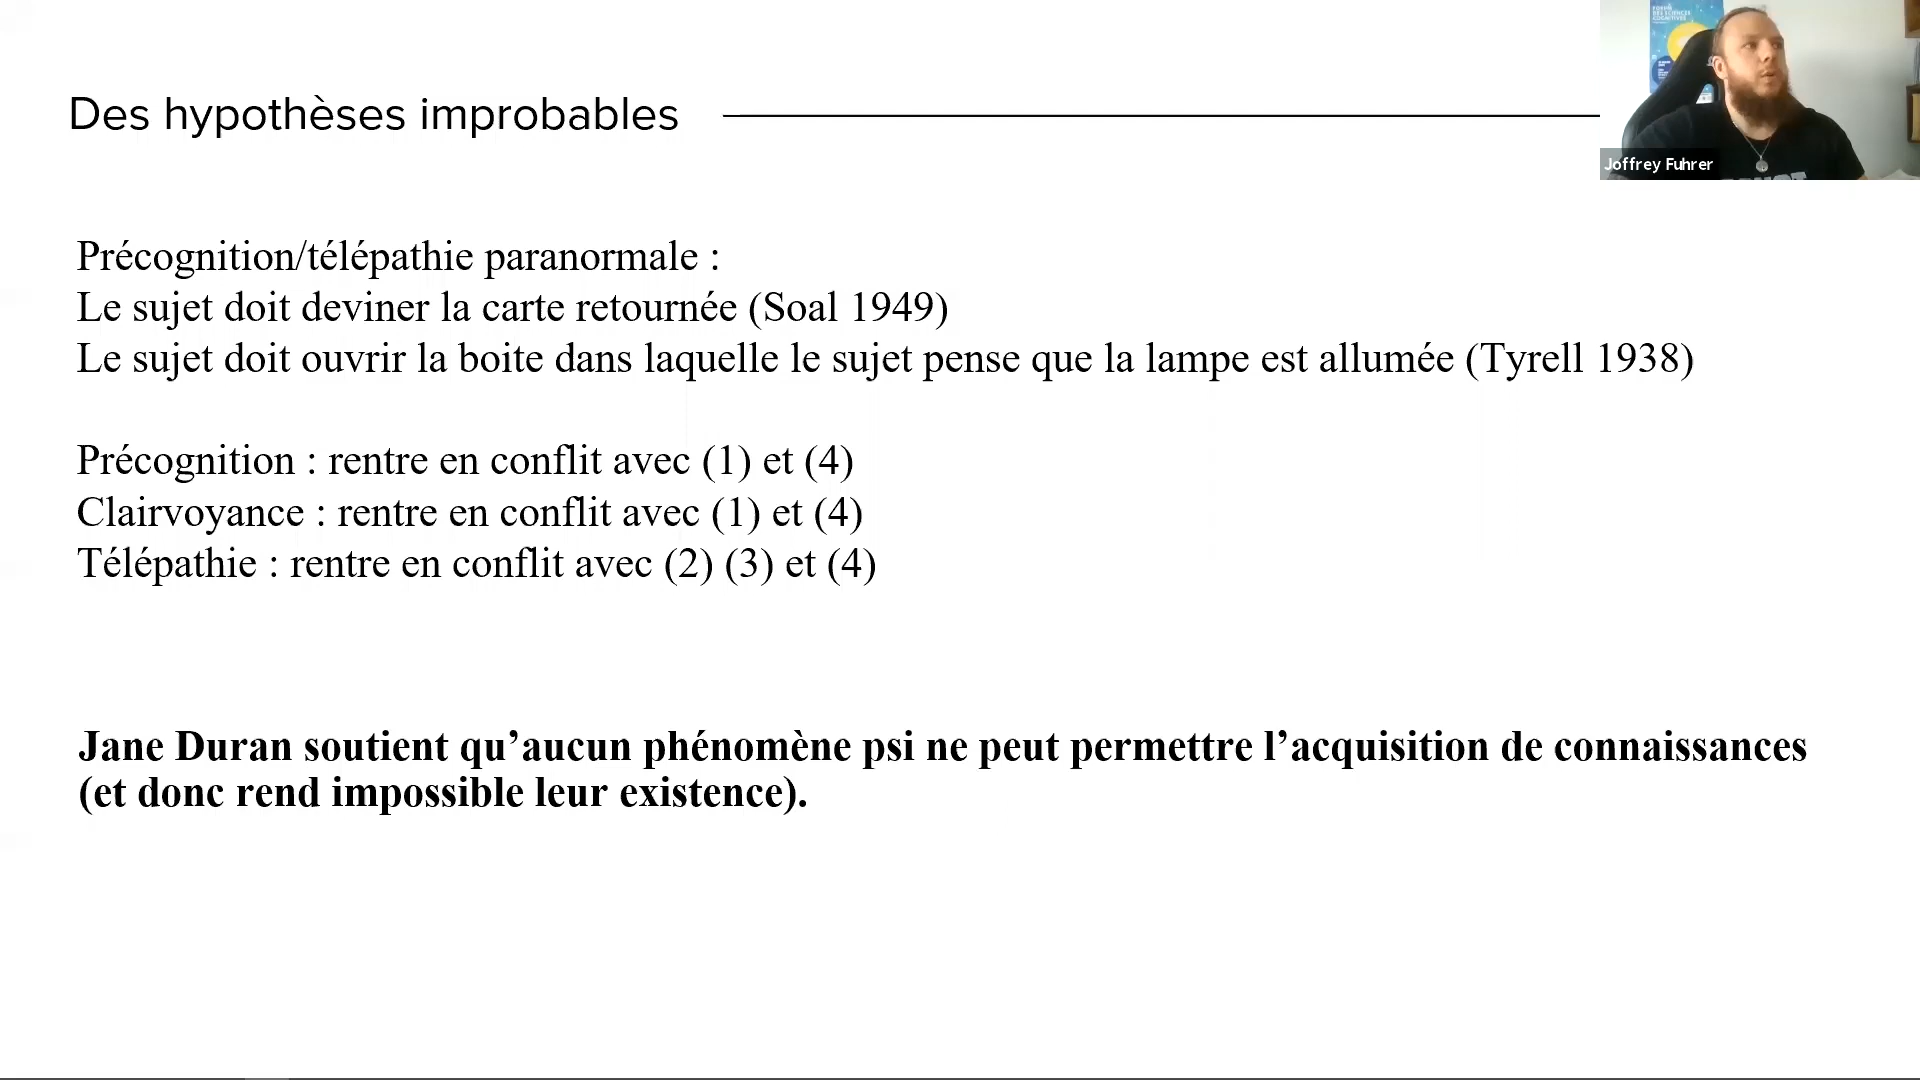 Des hypothèses improbables
FORUM
DES SCIENCES
COGNITIVES
Joffrey Fuhrer
Précognition/télépathie paranormale :
Le sujet doit deviner la carte retournée (Soal 1949)
Le sujet doit ouvrir la boite dans laquelle le sujet pense que la lampe est allumée (Tyrell 1938)
Précognition : rentre en conflit avec (1) et (4)
Clairvoyance : rentre en conflit avec (1) et (4)
Télépathie : rentre en conflit avec (2) (3) et (4)
Jane Duran soutient qu’aucun phénomène psi ne peut permettre l’acquisition de connaissances
(et donc rend impossible leur existence).